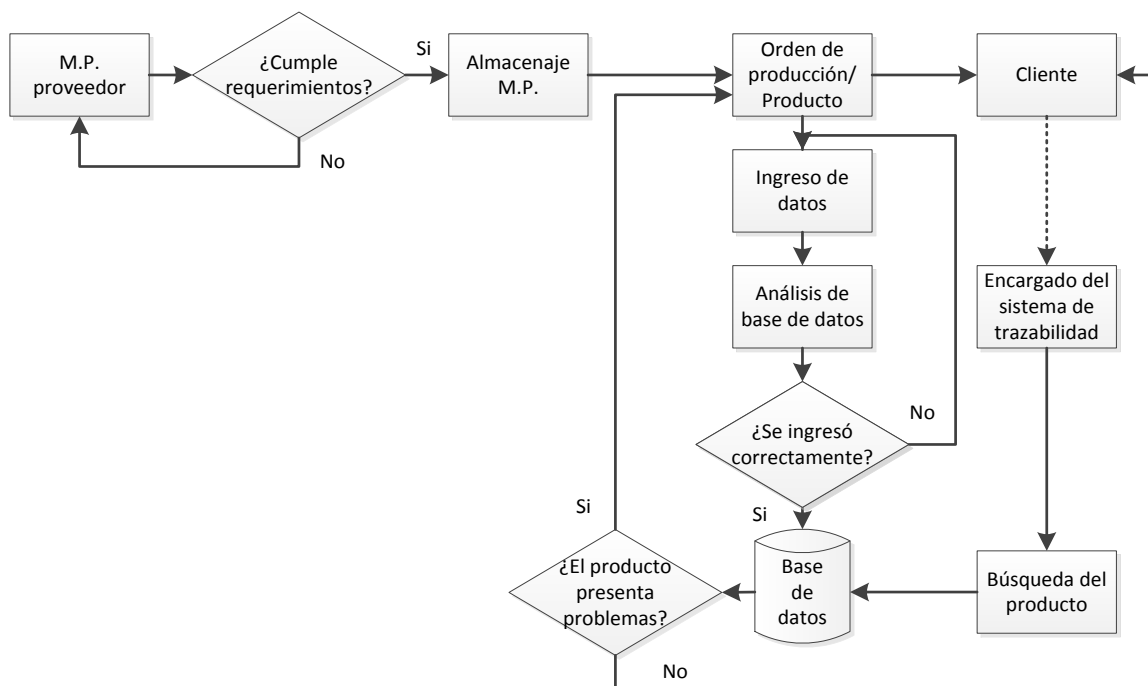 M.P.
proveedor
¿Cumple
requerimientos?
Si
No
Almacenaje
M.P.
Orden de
producción/
Producto
Cliente
Ingreso de
datos
Análisis de
base de datos
Encargado del
sistema de
trazabilidad
¿Se ingresó
correctamente?
No
Si
Base
de
datos
Búsqueda del
producto
¿El producto
presenta
problemas?
Si
No